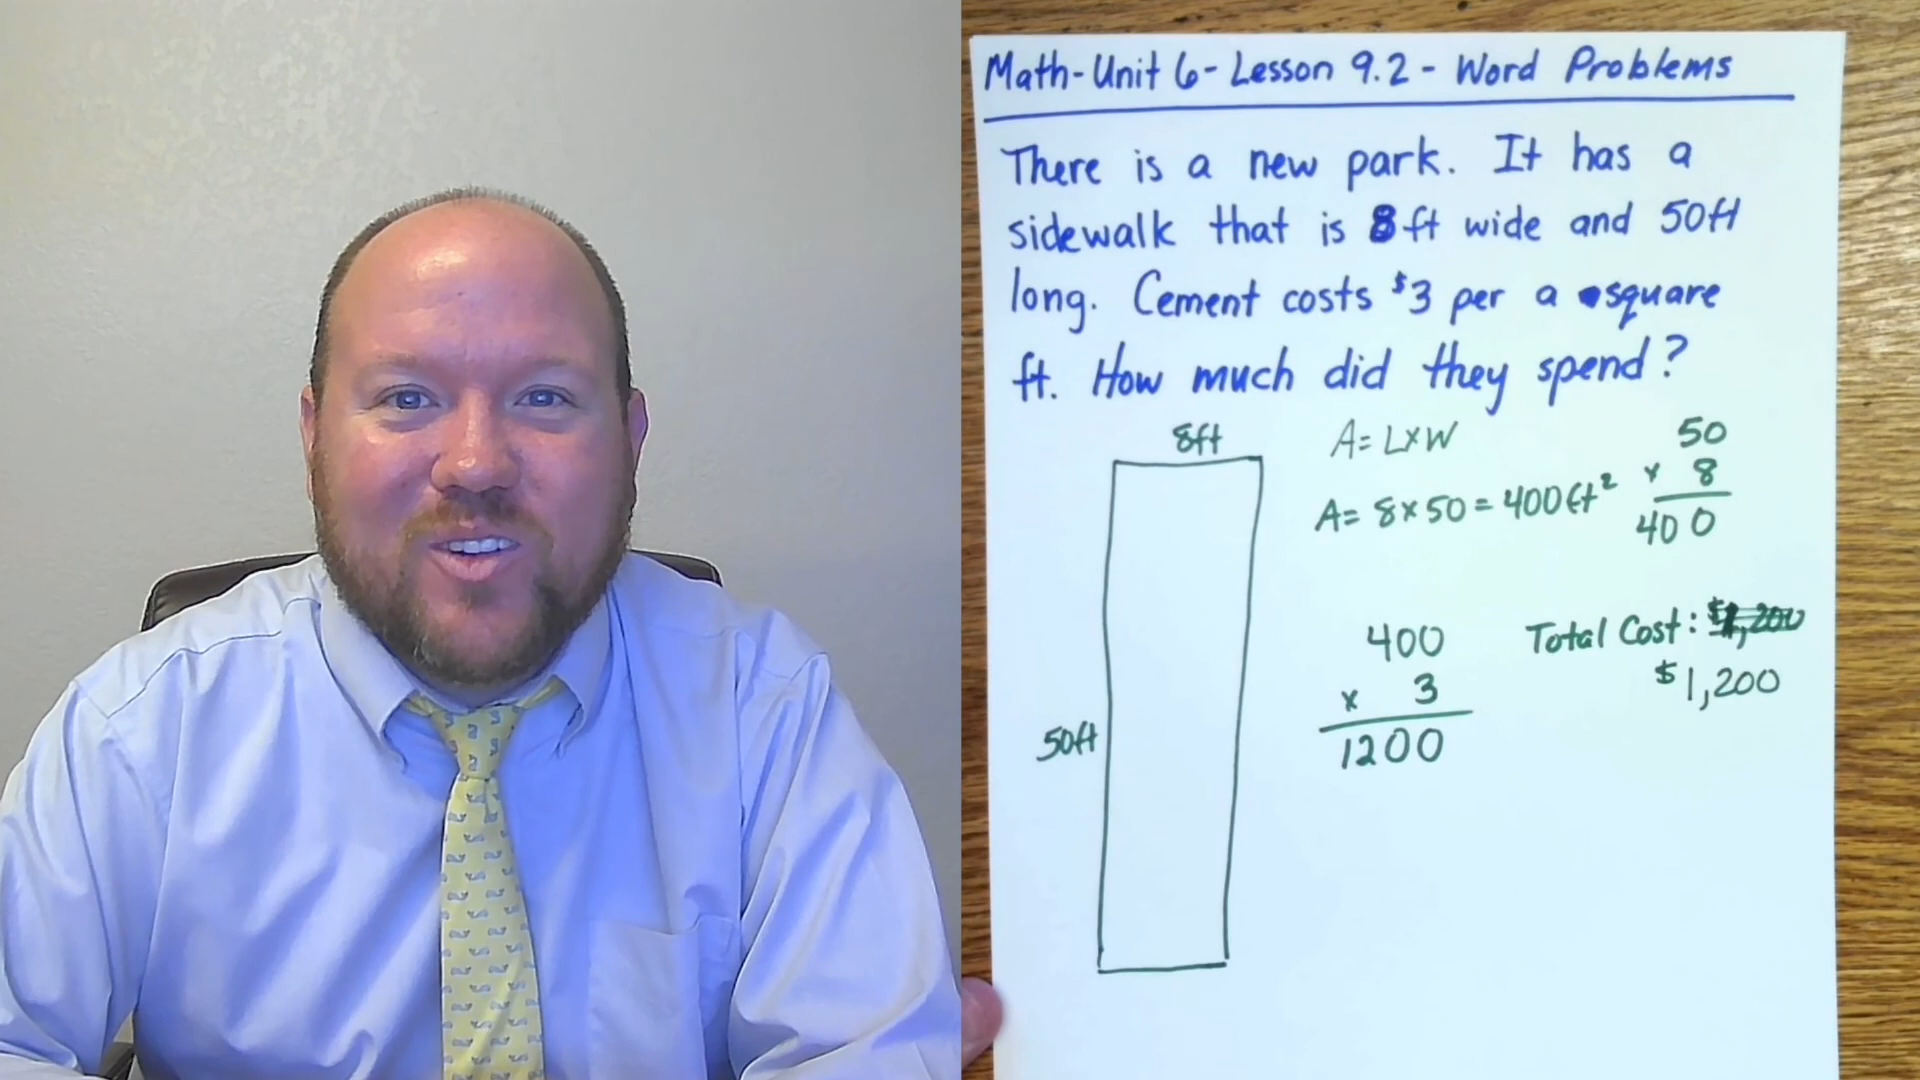 Math-Unit 6-Lesson 9.2 - Word Problems
There is a new park. It has a
sidewalk that is 8ft wide and 50ft
long. Cement costs $3 per a square
ft. How much did they spend?
8ft
50ft
A= LxW
A= 8x50=400ft²
50
x 8
400
400
x 3
1200
Total Cost: $1,200
$1,200